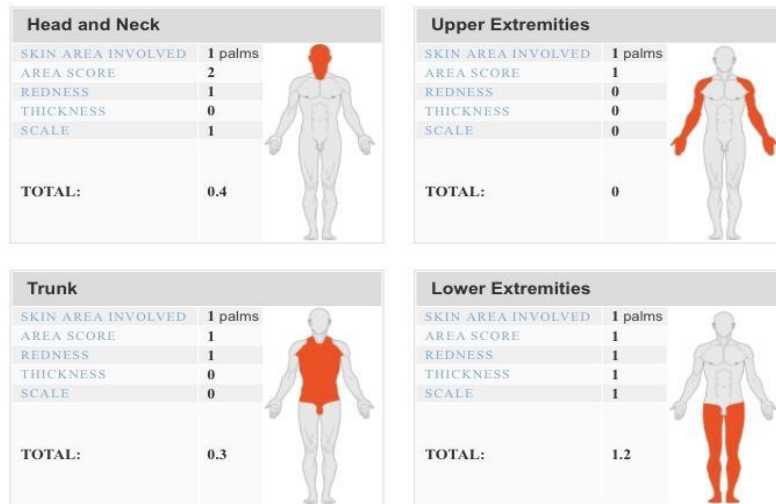 Head and Neck
SKIN AREA INVOLVED 1 palms
AREA SCORE 2
REDNESS 1
THICKNESS 0
SCALE 1
TOTAL: 0.4
Upper Extremities
SKIN AREA INVOLVED 1 palms
AREA SCORE 1
REDNESS 0
THICKNESS 0
SCALE 0
TOTAL: 0
Trunk
SKIN AREA INVOLVED 1 palms
AREA SCORE 1
REDNESS 1
THICKNESS 0
SCALE 0
TOTAL: 0.3
Lower Extremities
SKIN AREA INVOLVED 1 palms
AREA SCORE 1
REDNESS 1
THICKNESS 1
SCALE 1
TOTAL: 1.2